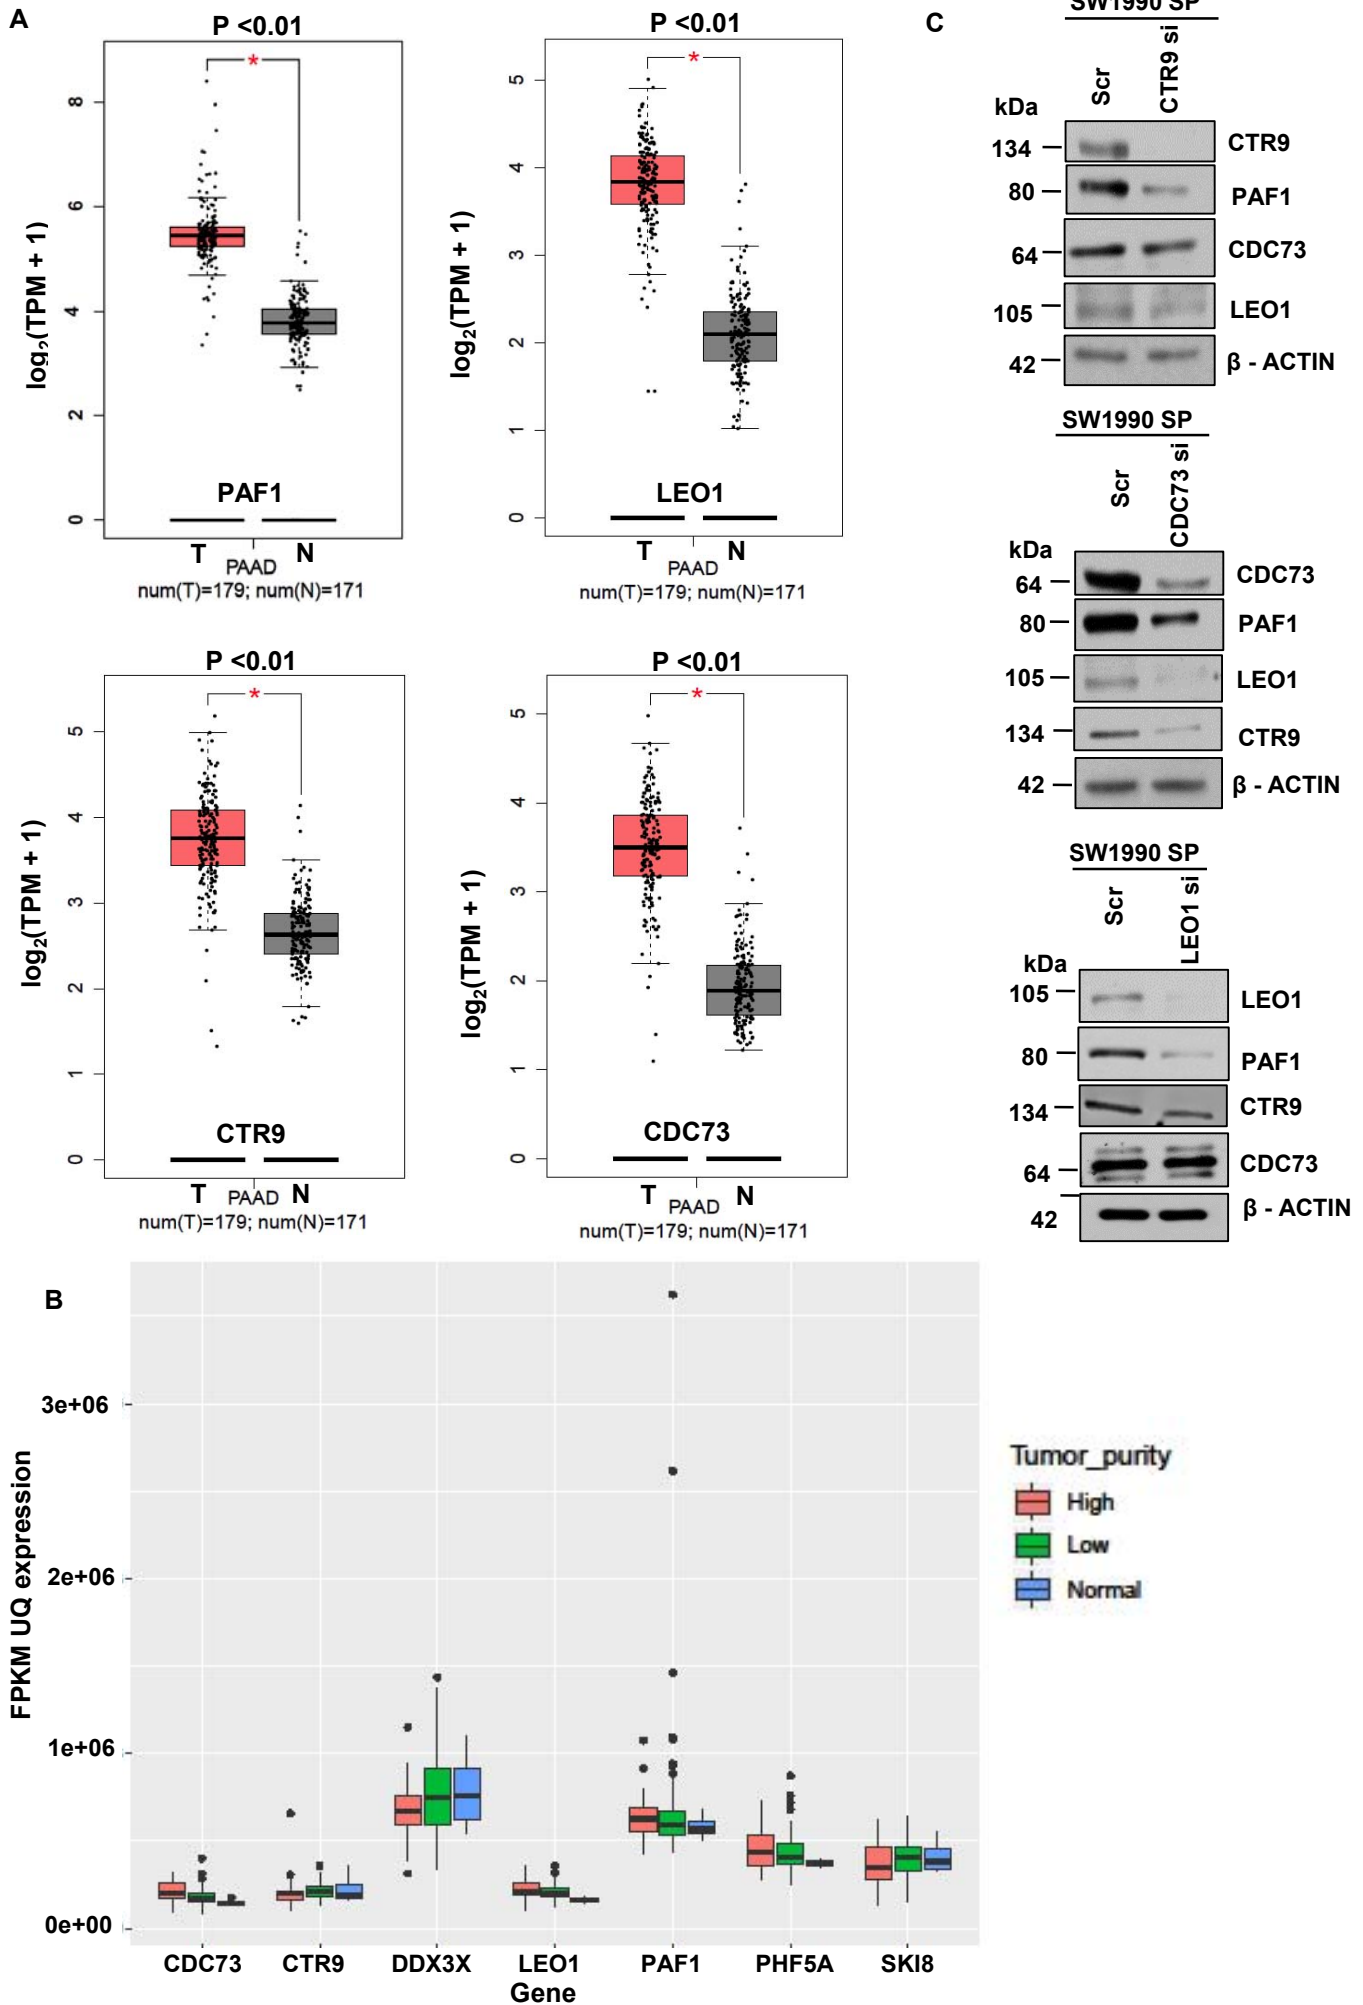 A
P <0.01
*
log2(TPM + 1)
8
6
4
2
0
PAF1
T N
PAAD
num(T)=179; num(N)=171
P <0.01
*
log2(TPM + 1)
5
4
3
2
1
0
LEO1
T N
PAAD
num(T)=179; num(N)=171
P <0.01
*
log2(TPM + 1)
5
4
3
2
1
0
CTR9
T N
PAAD
num(T)=179; num(N)=171
P <0.01
*
log2(TPM + 1)
5
4
3
2
1
0
CDC73
T N
PAAD
num(T)=179; num(N)=171
B
FPKM UQ expression
3e+06
2e+06
1e+06
0e+00
CDC73 CTR9 DDX3X LEO1 PAF1 PHF5A SKI8
Gene
Tumor_purity
High
Low
Normal
C
SW1990 SP
Scr CTR9 si
kDa
134 CTR9
80 PAF1
64 CDC73
105 LEO1
42 β - ACTIN
SW1990 SP
Scr CDC73 si
kDa
64 CDC73
80 PAF1
105 LEO1
134 CTR9
42 β - ACTIN
SW1990 SP
Scr LEO1 si
kDa
105 LEO1
80 PAF1
134 CTR9
64 CDC73
42 β - ACTIN